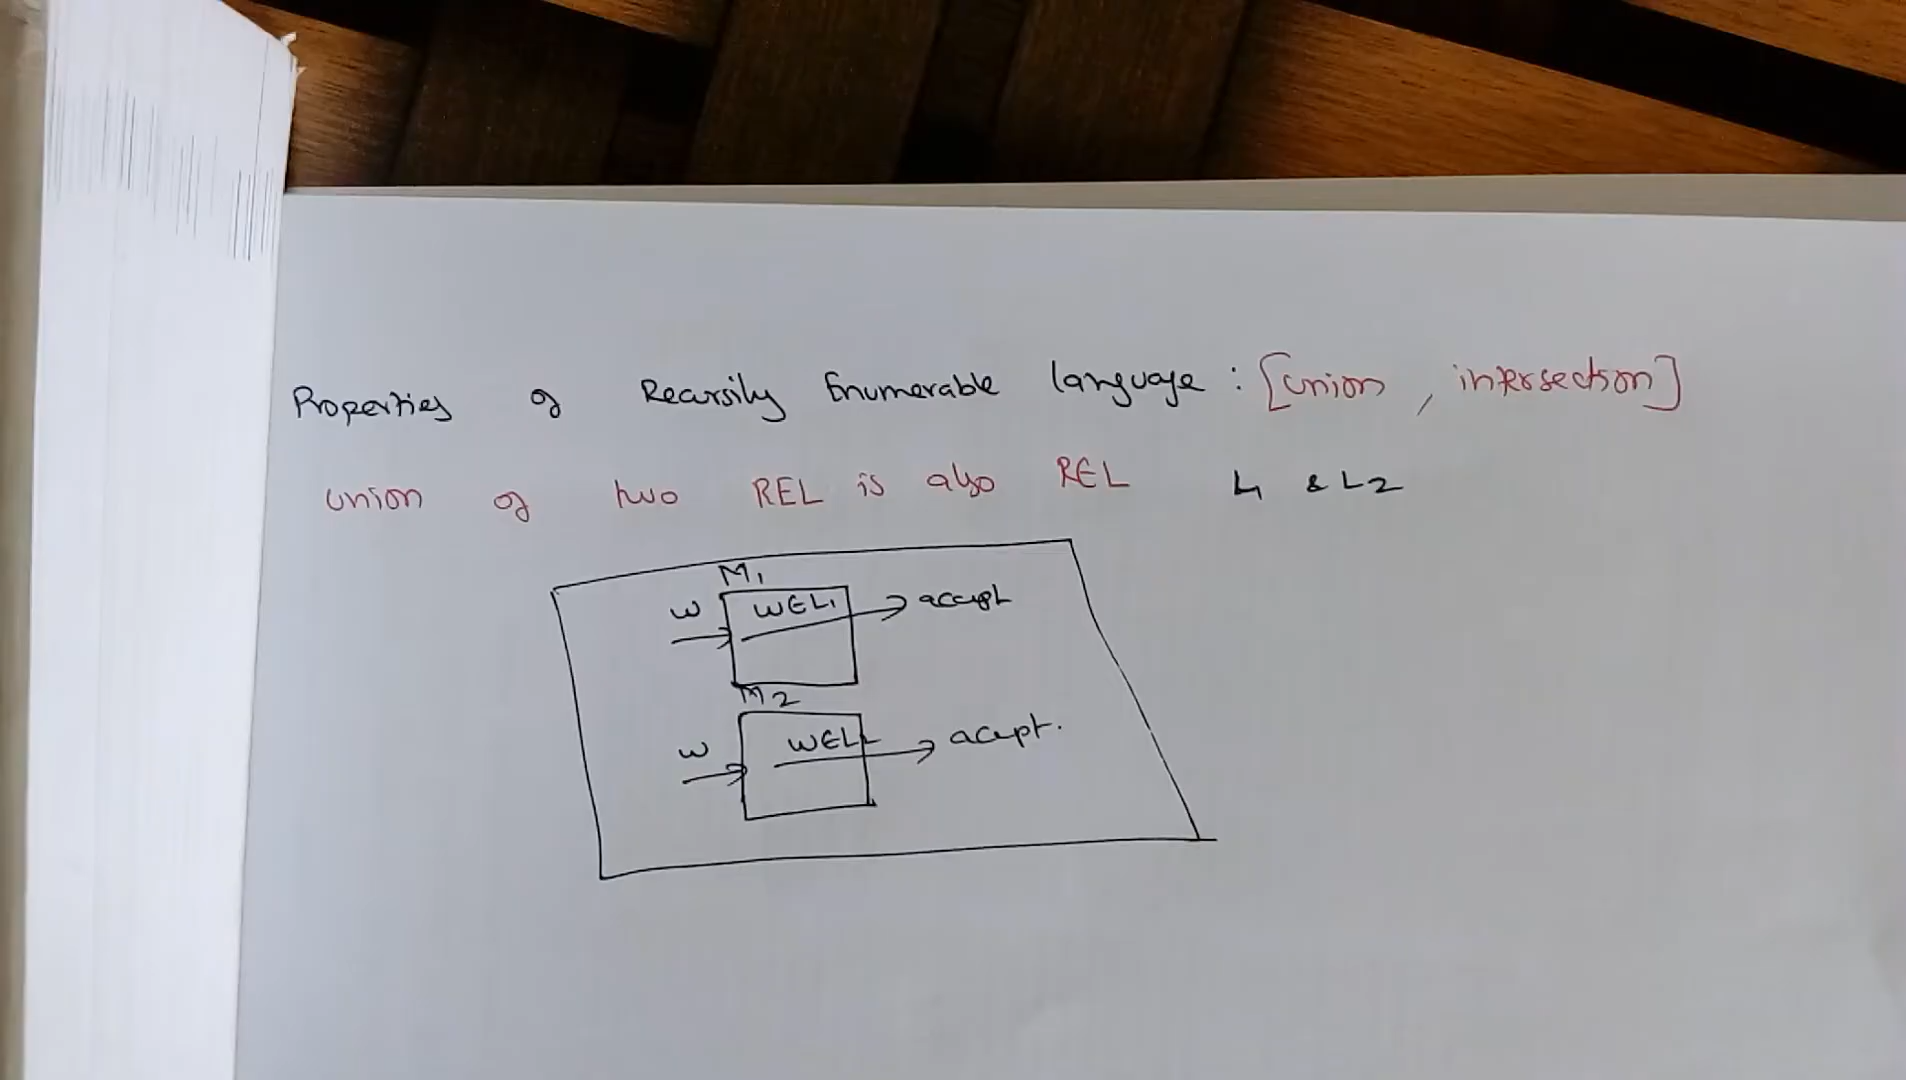 Properties of Recursily Enumerable language : [union , intersection]
union of two REL is also REL L1 & L2
M1
w w∈L1 accept
M2
w w∈L2 accept.